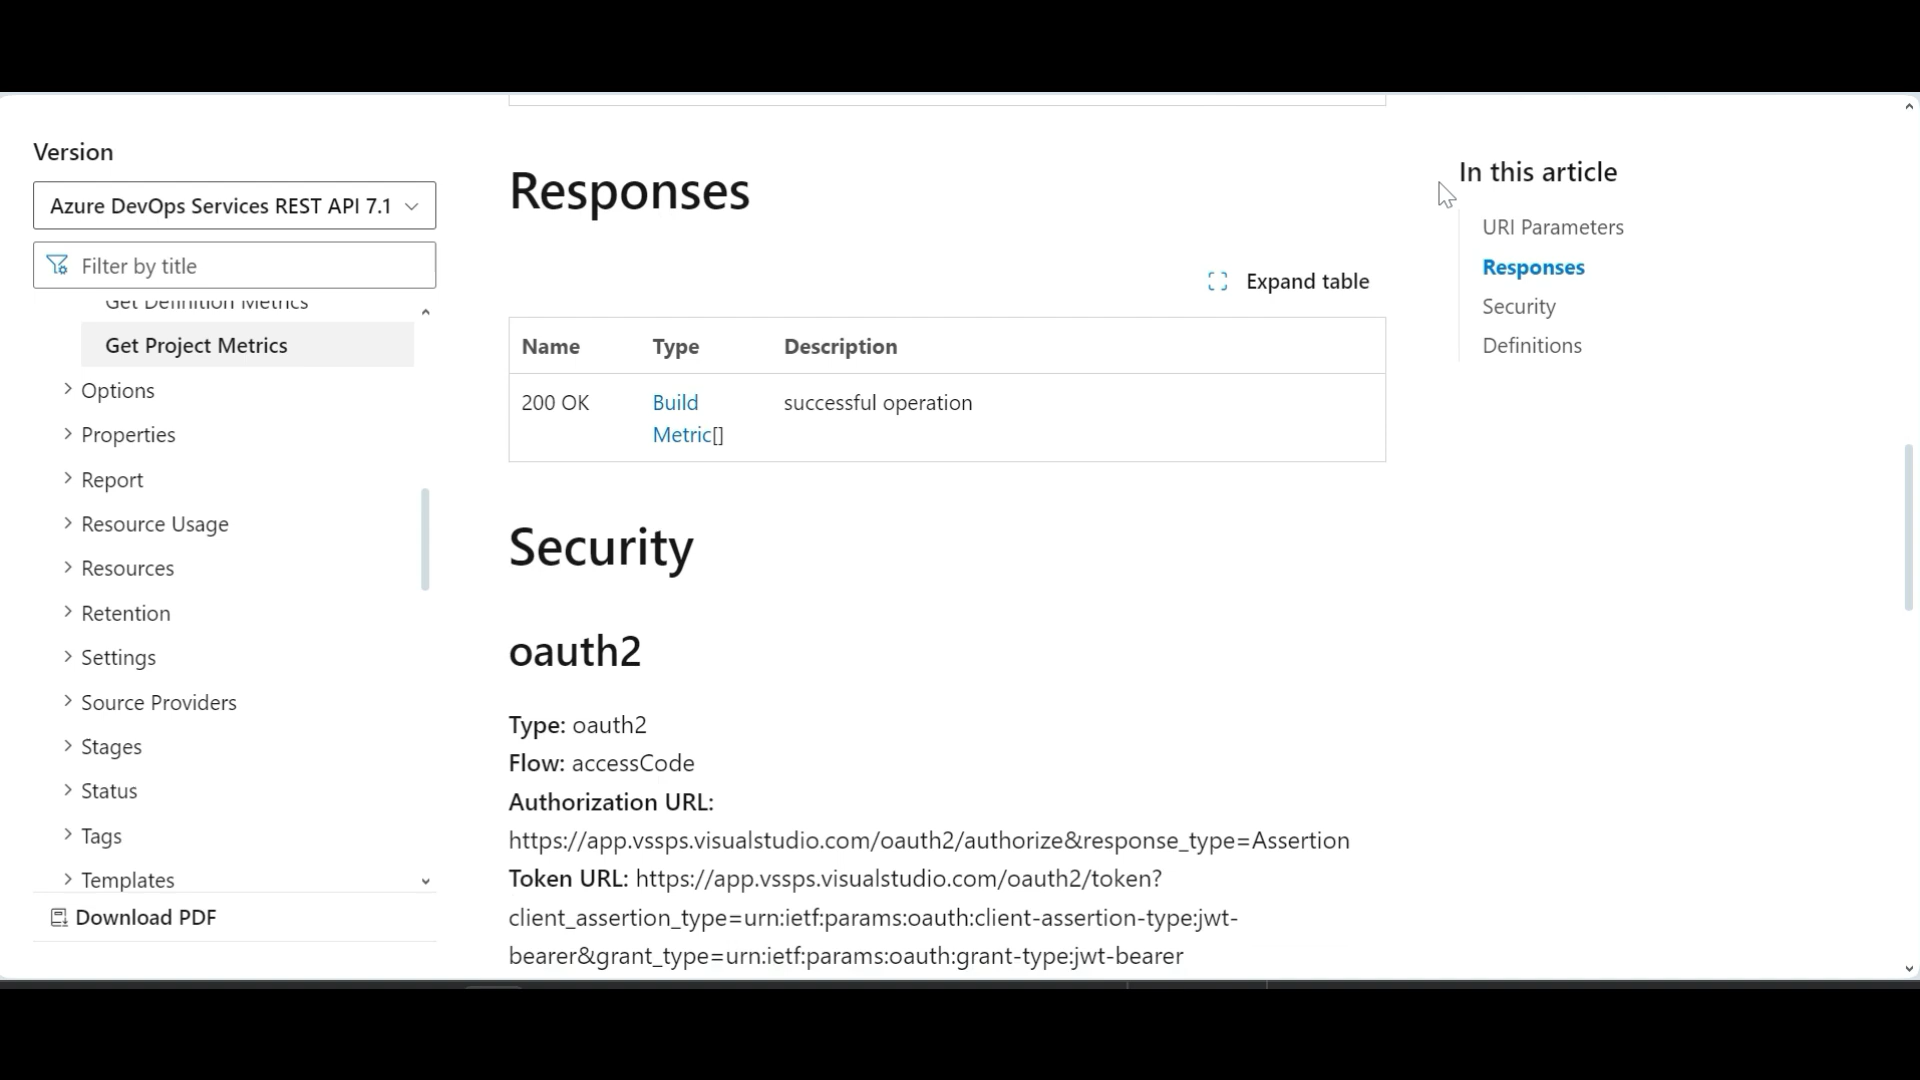 Version
Azure DevOps Services REST API 7.1
Filter by title
Get Definition Metrics
Get Project Metrics
Options
Properties
Report
Resource Usage
Resources
Retention
Settings
Source Providers
Stages
Status
Tags
Templates
Download PDF
Responses
Expand table
Name Type Description
200 OK Build successful operation
Metric[]
Security
oauth2
Type: oauth2
Flow: accessCode
Authorization URL:
https://app.vssps.visualstudio.com/oauth2/authorize&response_type=Assertion
Token URL: https://app.vssps.visualstudio.com/oauth2/token?
client_assertion_type=urn:ietf:params:oauth:client-assertion-type:jwt-
bearer&grant_type=urn:ietf:params:oauth:grant-type:jwt-bearer
In this article
URI Parameters
Responses
Security
Definitions